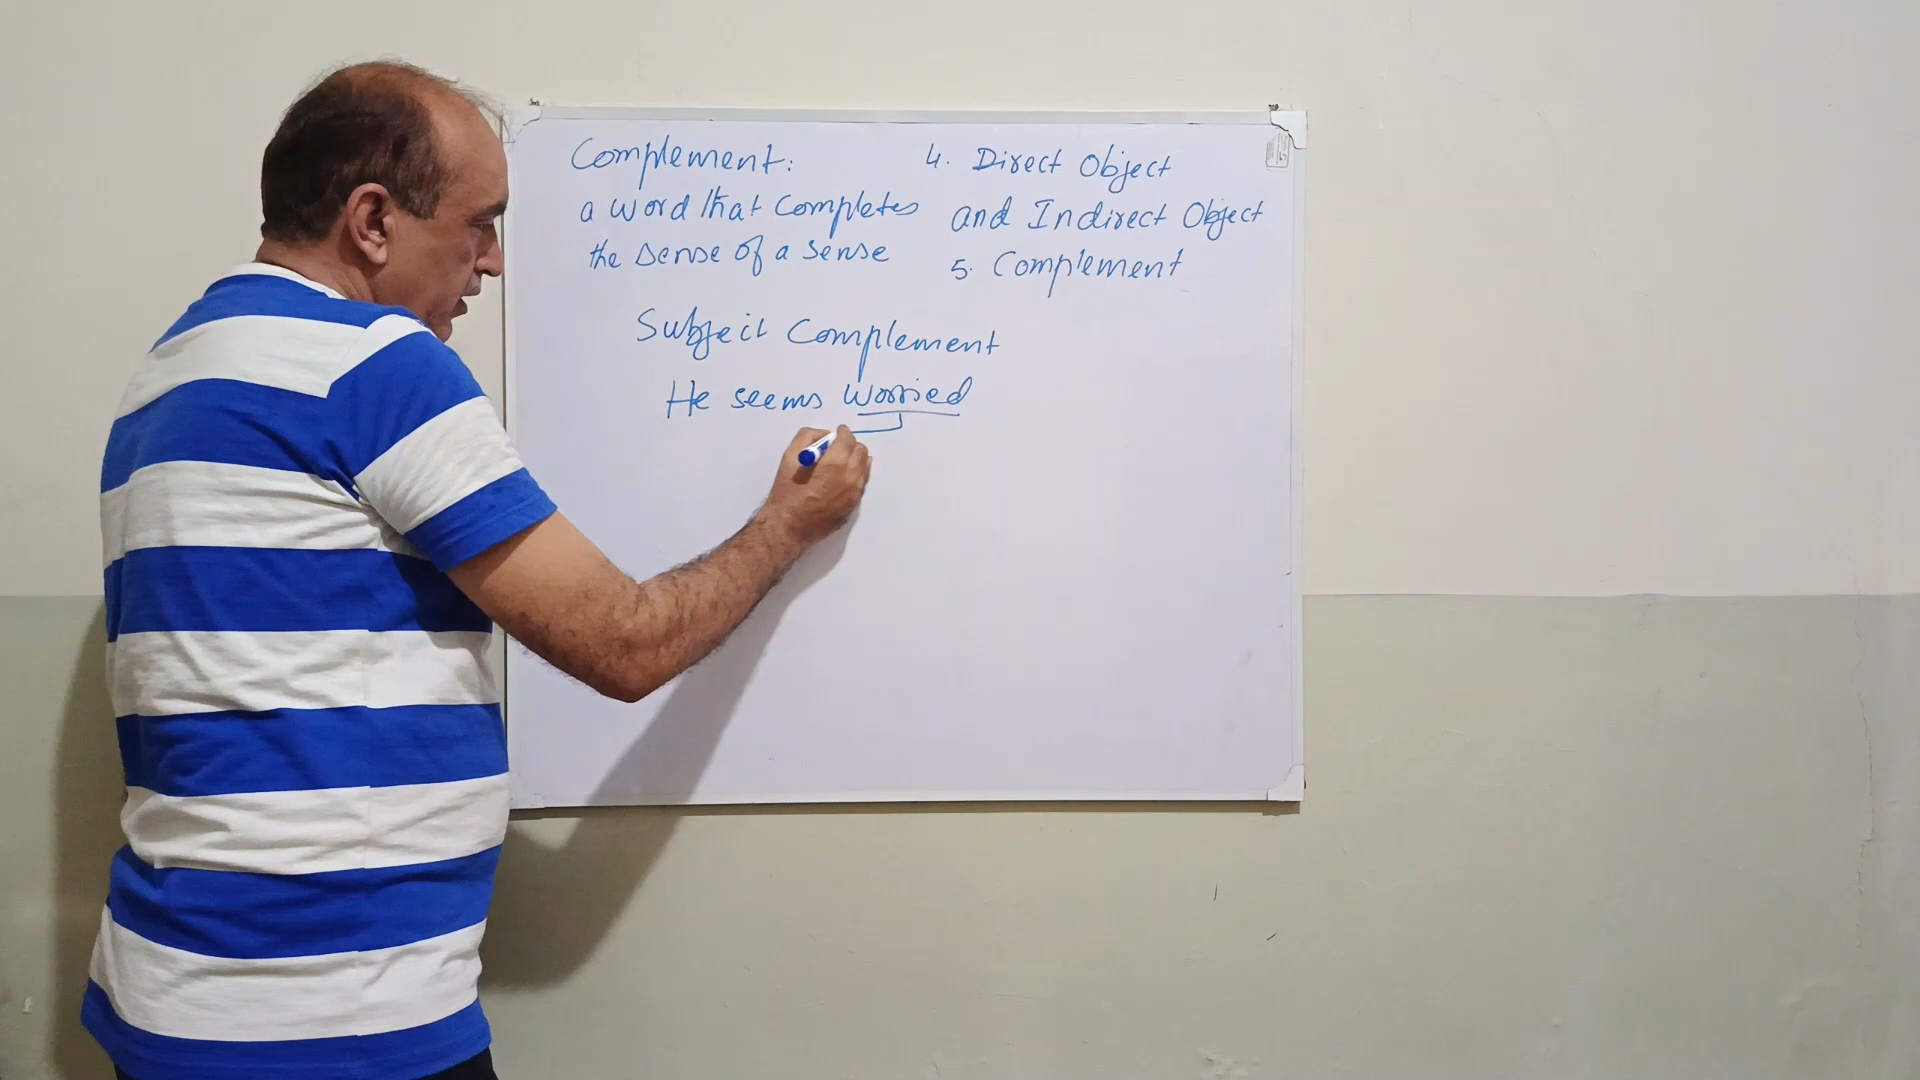 Complement:
a word that completes
the sense of a sense
4. Direct Object
and Indirect Object
5. Complement
Subject Complement
He seems worried